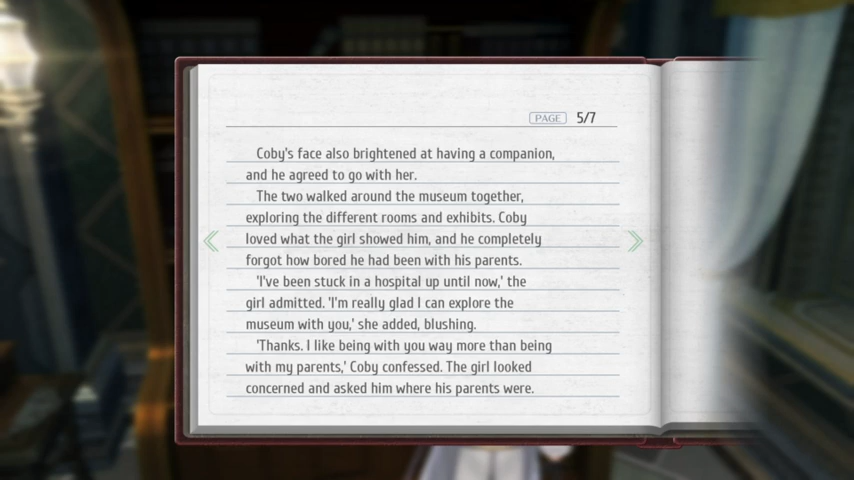 PAGE 5/7
Coby's face also brightened at having a companion,
and he agreed to go with her.
The two walked around the museum together,
exploring the different rooms and exhibits. Coby
loved what the girl showed him, and he completely
forgot how bored he had been with his parents.
'I've been stuck in a hospital up until now,' the
girl admitted. 'I'm really glad I can explore the
museum with you,' she added, blushing.
'Thanks. I like being with you way more than being
with my parents,' Coby confessed. The girl looked
concerned and asked him where his parents were.